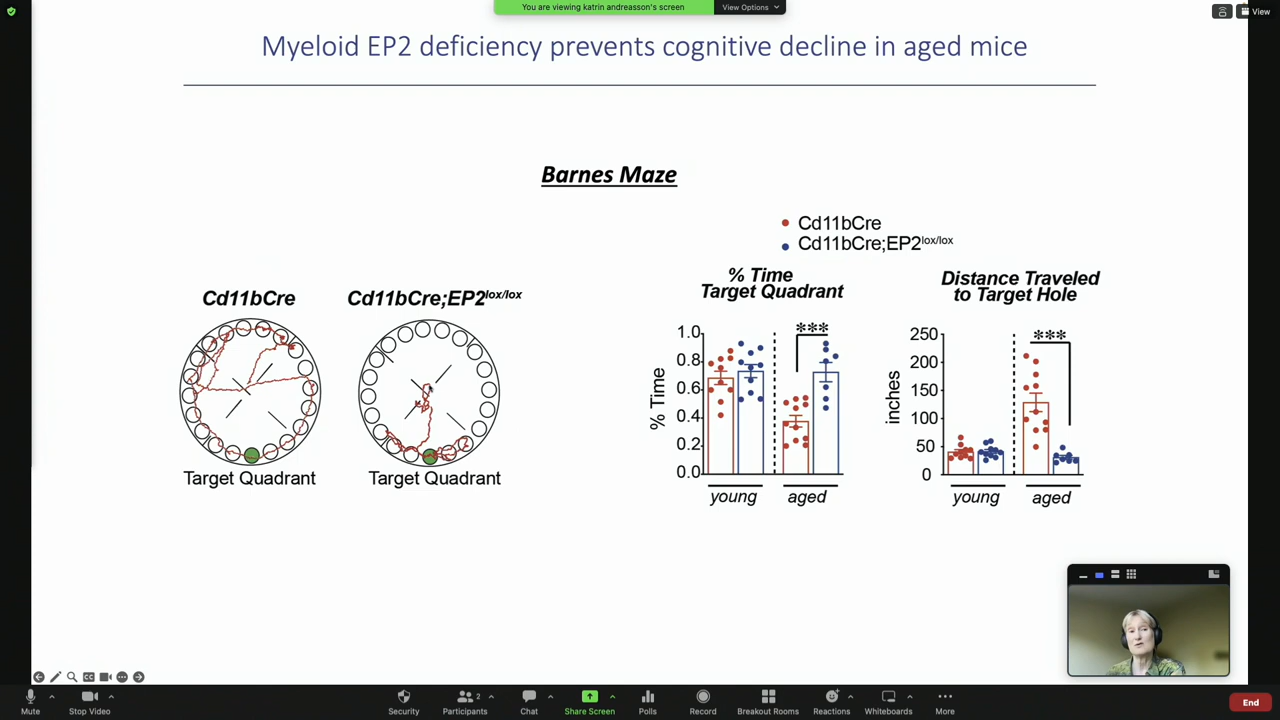 You are viewing katrin andreasson's screen
View Options
View
Myeloid EP2 deficiency prevents cognitive decline in aged mice
Barnes Maze
Cd11bCre
Cd11bCre;EP2lox/lox
Cd11bCre
Cd11bCre;EP2lox/lox
Target Quadrant
Target Quadrant
% Time
Target Quadrant
***
% Time
1.0
0.8
0.6
0.4
0.2
0.0
young
aged
Distance Traveled
to Target Hole
***
inches
250
200
150
100
50
0
young
aged
CC
Mute
Stop Video
Security
Participants
2
Chat
Share Screen
Polls
Record
Breakout Rooms
Reactions
Whiteboards
More
End